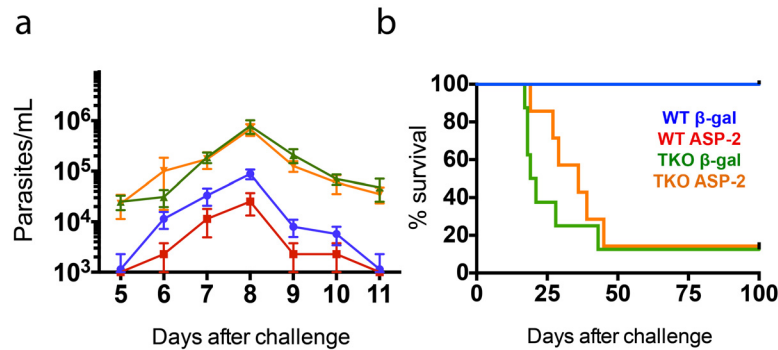 a
Parasites/mL
10⁶
10⁵
10⁴
10³
5 6 7 8 9 10 11
Days after challenge
b
% survival
100
80
60
40
20
0
0 25 50 75 100
Days after challenge
WT β-gal
WT ASP-2
TKO β-gal
TKO ASP-2